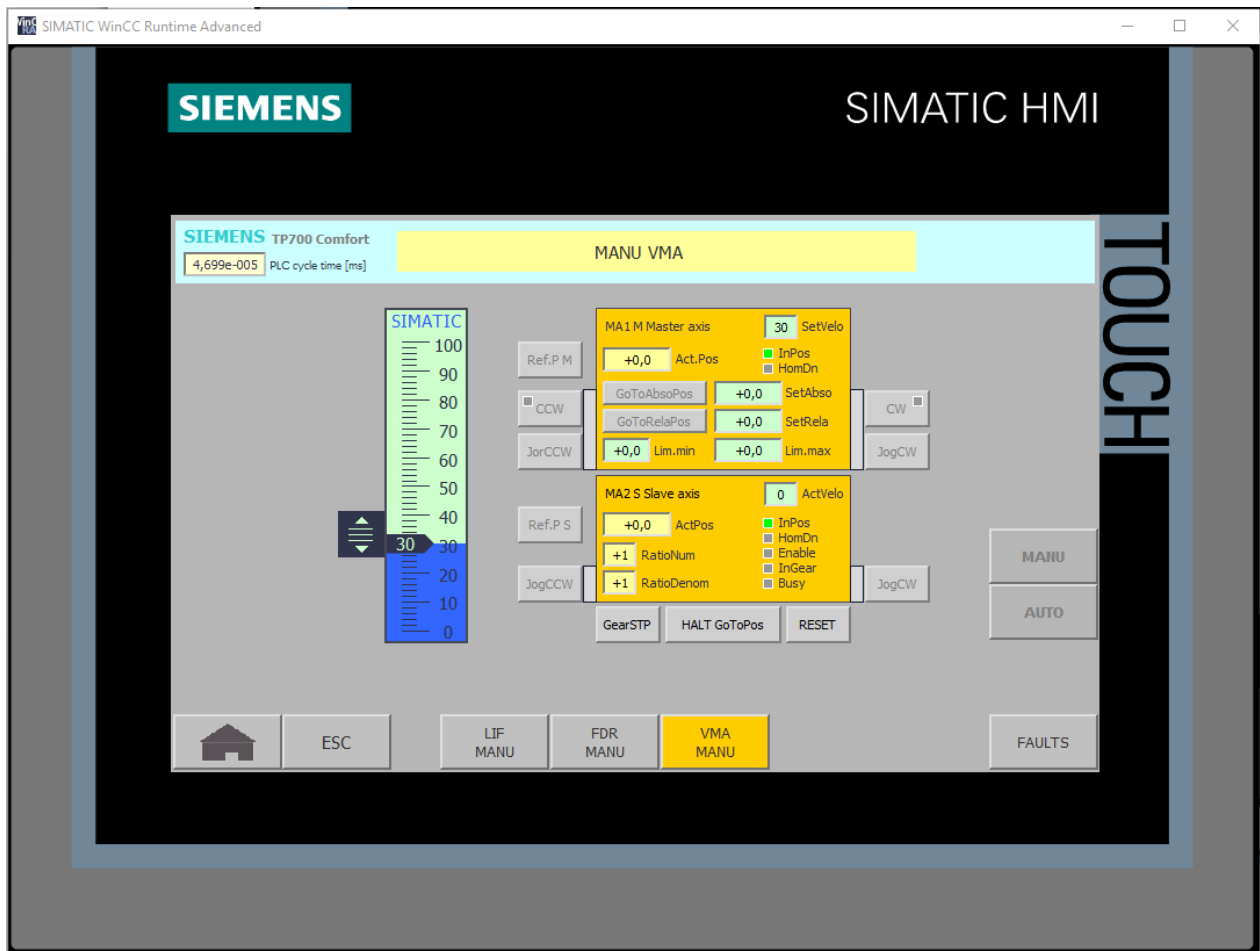 SIMATIC WinCC Runtime Advanced
SIEMENS
SIMATIC HMI
TOUCH
SIEMENS TP700 Comfort
4,699e-005 PLC cycle time [ms]
MANU VMA
SIMATIC
100
90
80
70
60
50
40
30 30
20
10
0
Ref.P M
CCW
JorCCW
MA1 M Master axis 30 SetVelo
+0,0 Act.Pos InPos
HomDn
GoToAbsoPos +0,0 SetAbso
GoToRelaPos +0,0 SetRela
+0,0 Lim.min +0,0 Lim.max
CW
JogCW
Ref.P S
JogCCW
MA2 S Slave axis 0 ActVelo
+0,0 ActPos InPos
HomDn
+1 RatioNum Enable
InGear
+1 RatioDenom Busy
JogCW
GearSTP HALT GoToPos RESET
MANU
AUTO
ESC
LIF
MANU
FDR
MANU
VMA
MANU
FAULTS